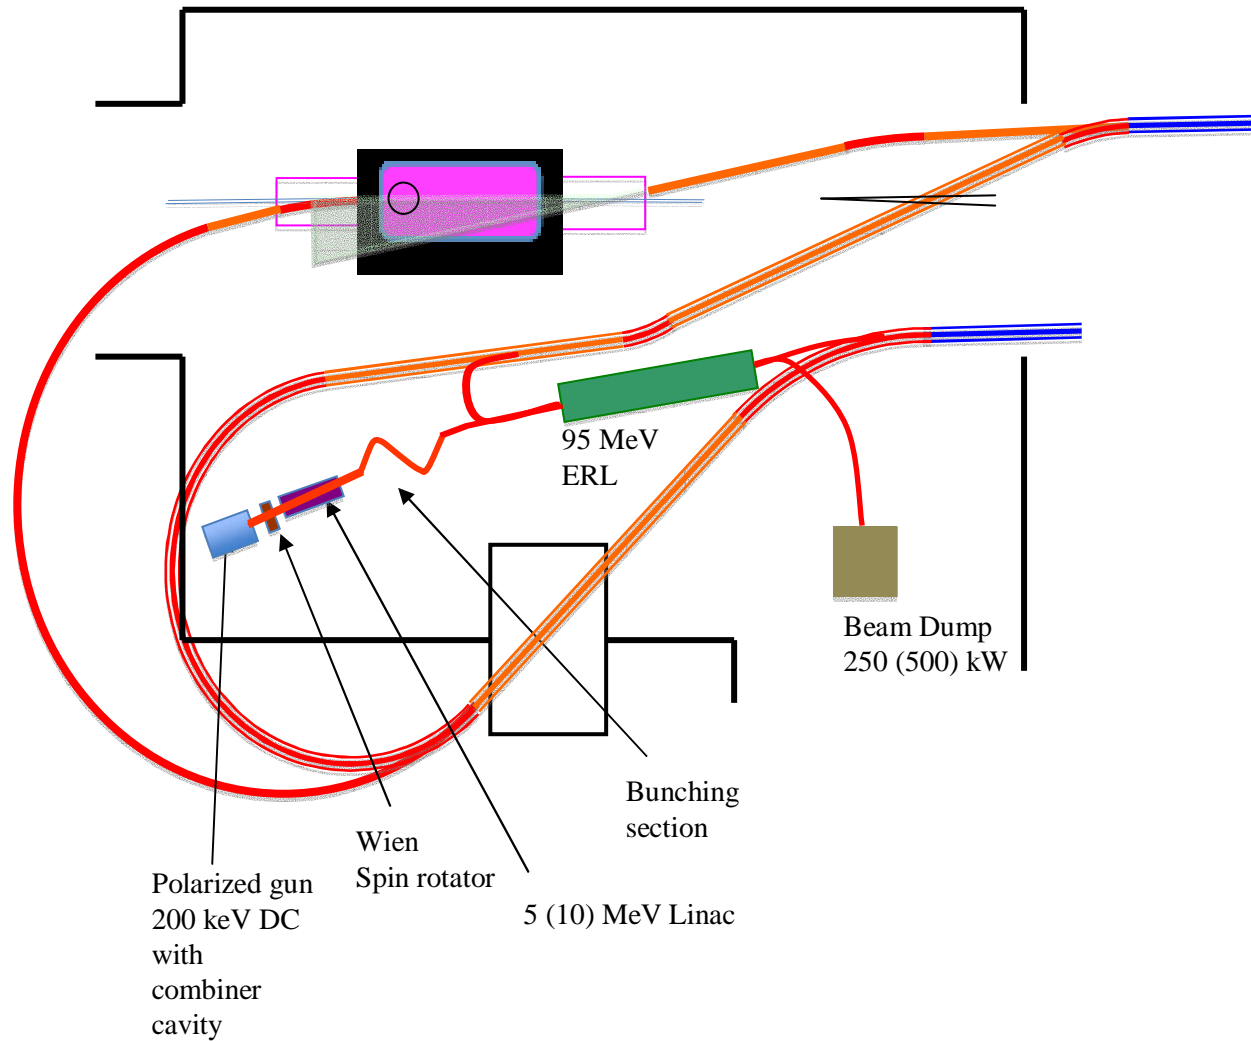 95 MeV
ERL
Beam Dump
250 (500) kW
Bunching
section
Wien
Spin rotator
Polarized gun
200 keV DC
with
combiner
cavity
5 (10) MeV Linac